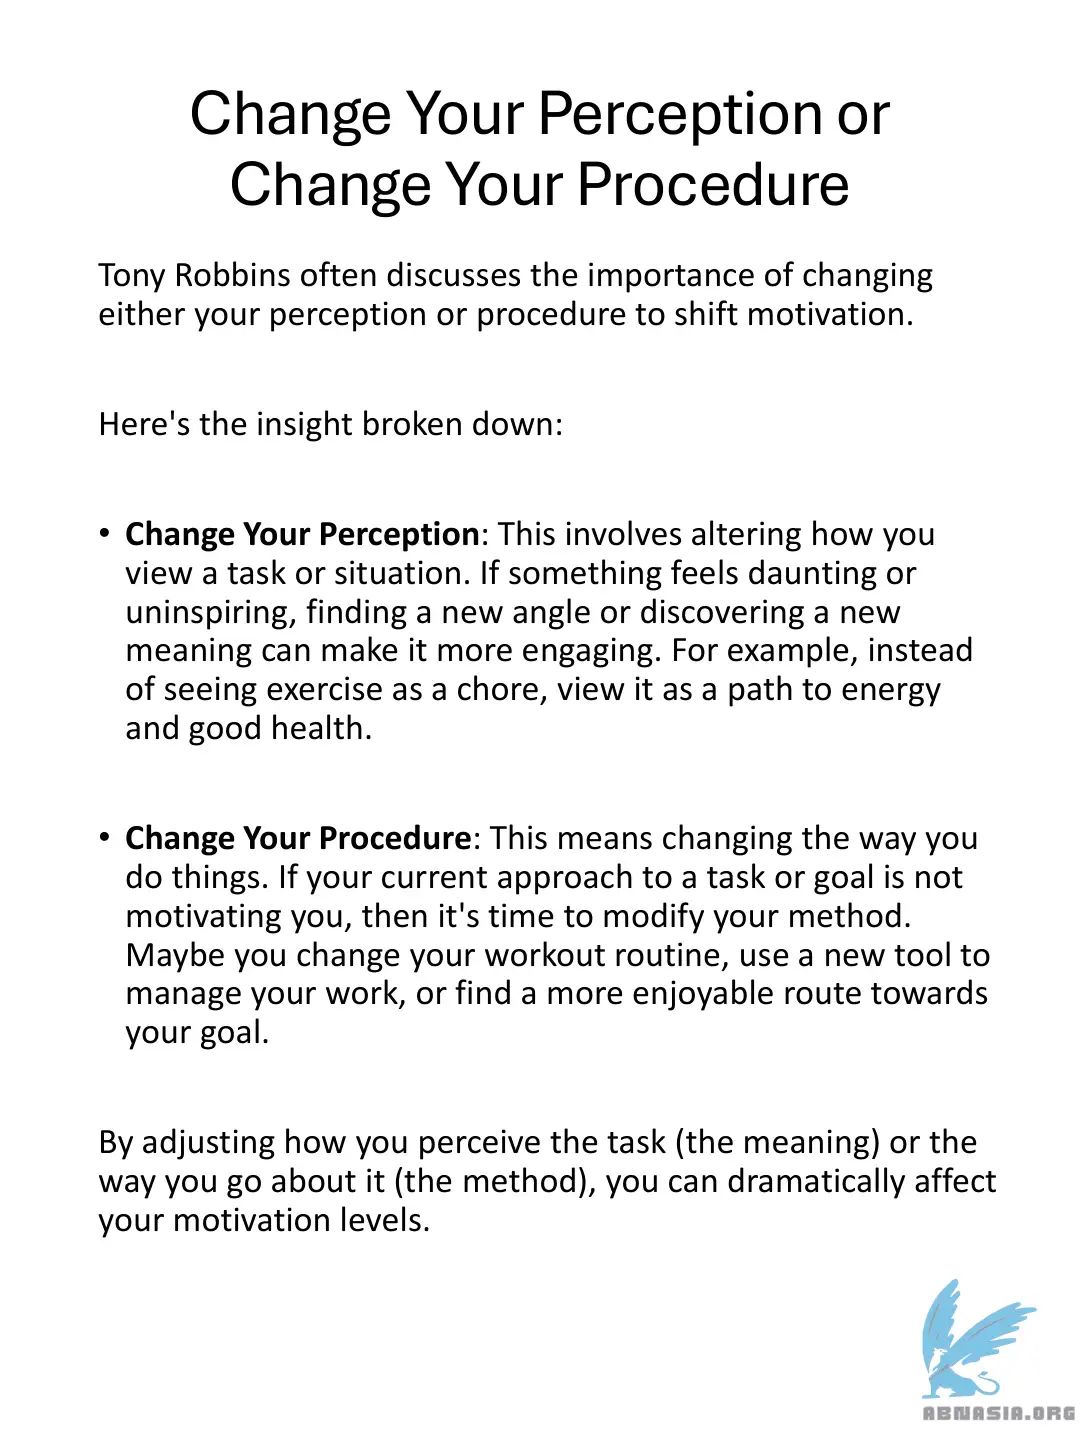 Change Your Perception or
Change Your Procedure
Tony Robbins often discusses the importance of changing
either your perception or procedure to shift motivation.
Here's the insight broken down:
• Change Your Perception: This involves altering how you
view a task or situation. If something feels daunting or
uninspiring, finding a new angle or discovering a new
meaning can make it more engaging. For example, instead
of seeing exercise as a chore, view it as a path to energy
and good health.
• Change Your Procedure: This means changing the way you
do things. If your current approach to a task or goal is not
motivating you, then it's time to modify your method.
Maybe you change your workout routine, use a new tool to
manage your work, or find a more enjoyable route towards
your goal.
By adjusting how you perceive the task (the meaning) or the
way you go about it (the method), you can dramatically affect
your motivation levels.
ABNASIA.ORG